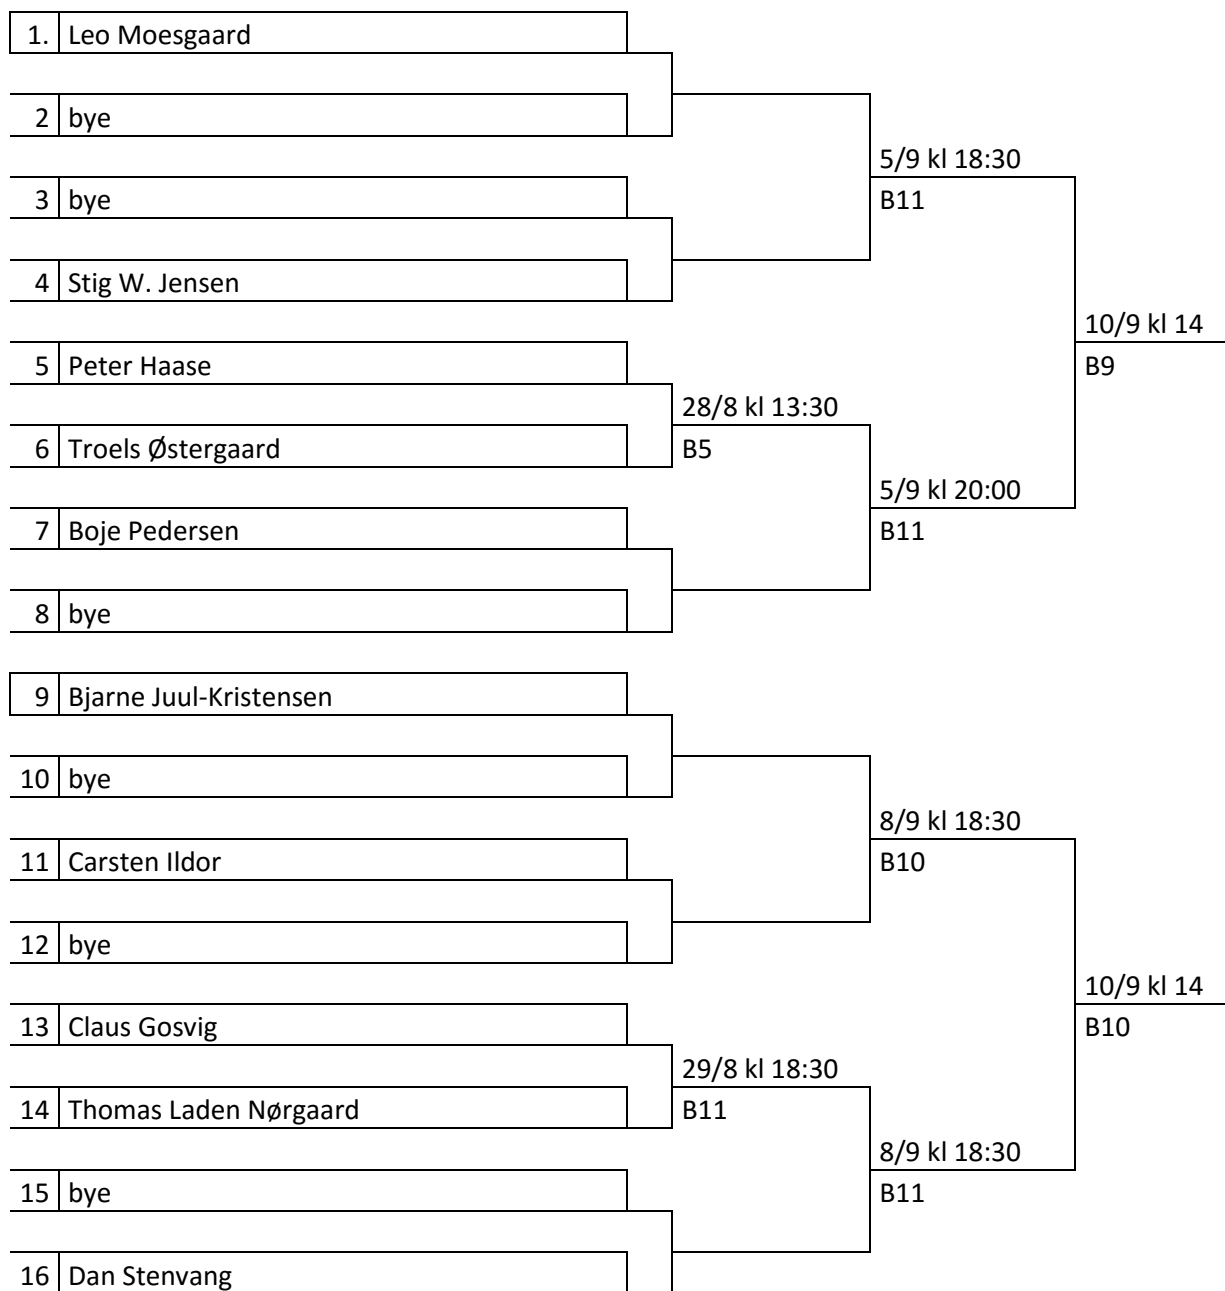 1. Leo Moesgaard
2 bye
5/9 kl 18:30
3 bye
B11
4 Stig W. Jensen
10/9 kl 14
5 Peter Haase
B9
28/8 kl 13:30
6 Troels Østergaard
B5
5/9 kl 20:00
7 Boje Pedersen
B11
8 bye
9 Bjarne Juul-Kristensen
10 bye
8/9 kl 18:30
11 Carsten Ildor
B10
12 bye
10/9 kl 14
13 Claus Gosvig
B10
29/8 kl 18:30
14 Thomas Laden Nørgaard
B11
8/9 kl 18:30
15 bye
B11
16 Dan Stenvang